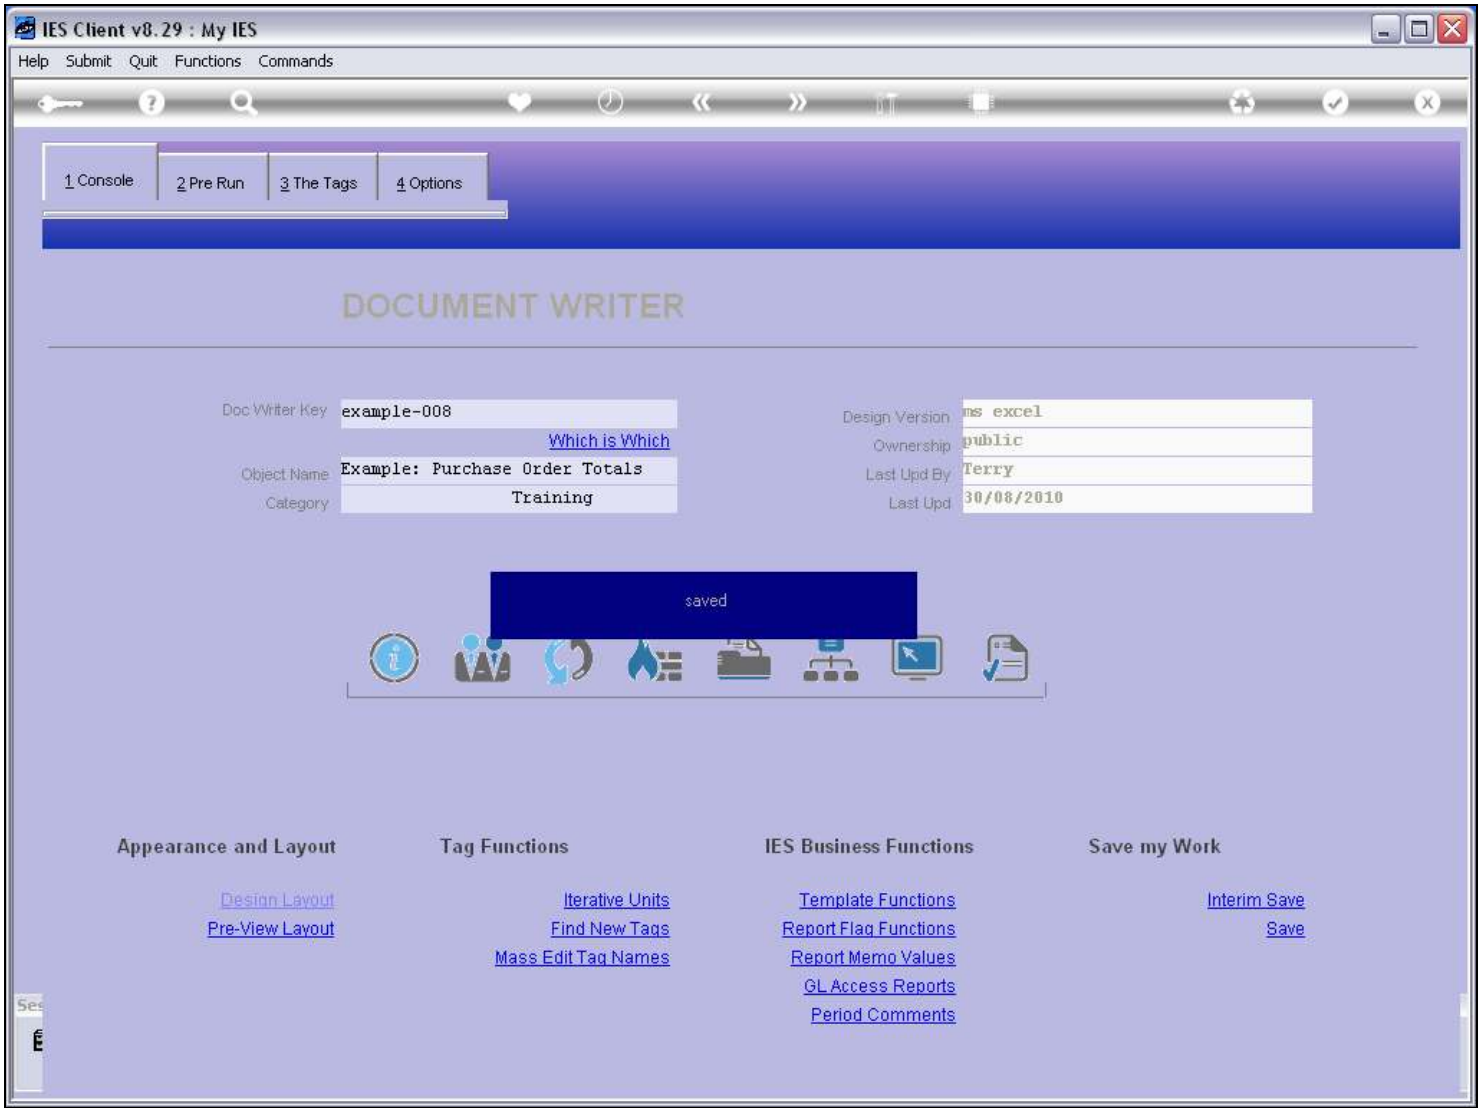 IES Client v8.29 : My IES
Help Submit Quit Functions Commands
1 Console
2 Pre Run
3 The Tags
4 Options
DOCUMENT WRITER
Doc Writer Key example-008
Which is Which
Object Name Example: Purchase Order Totals
Category Training
Design Version ms excel
Ownership public
Last Upd By Terry
Last Upd 30/08/2010
saved
Appearance and Layout
Design Layout
Pre-View Layout
Tag Functions
Iterative Units
Find New Tags
Mass Edit Tag Names
IES Business Functions
Template Functions
Report Flag Functions
Report Memo Values
GL Access Reports
Period Comments
Save my Work
Interim Save
Save